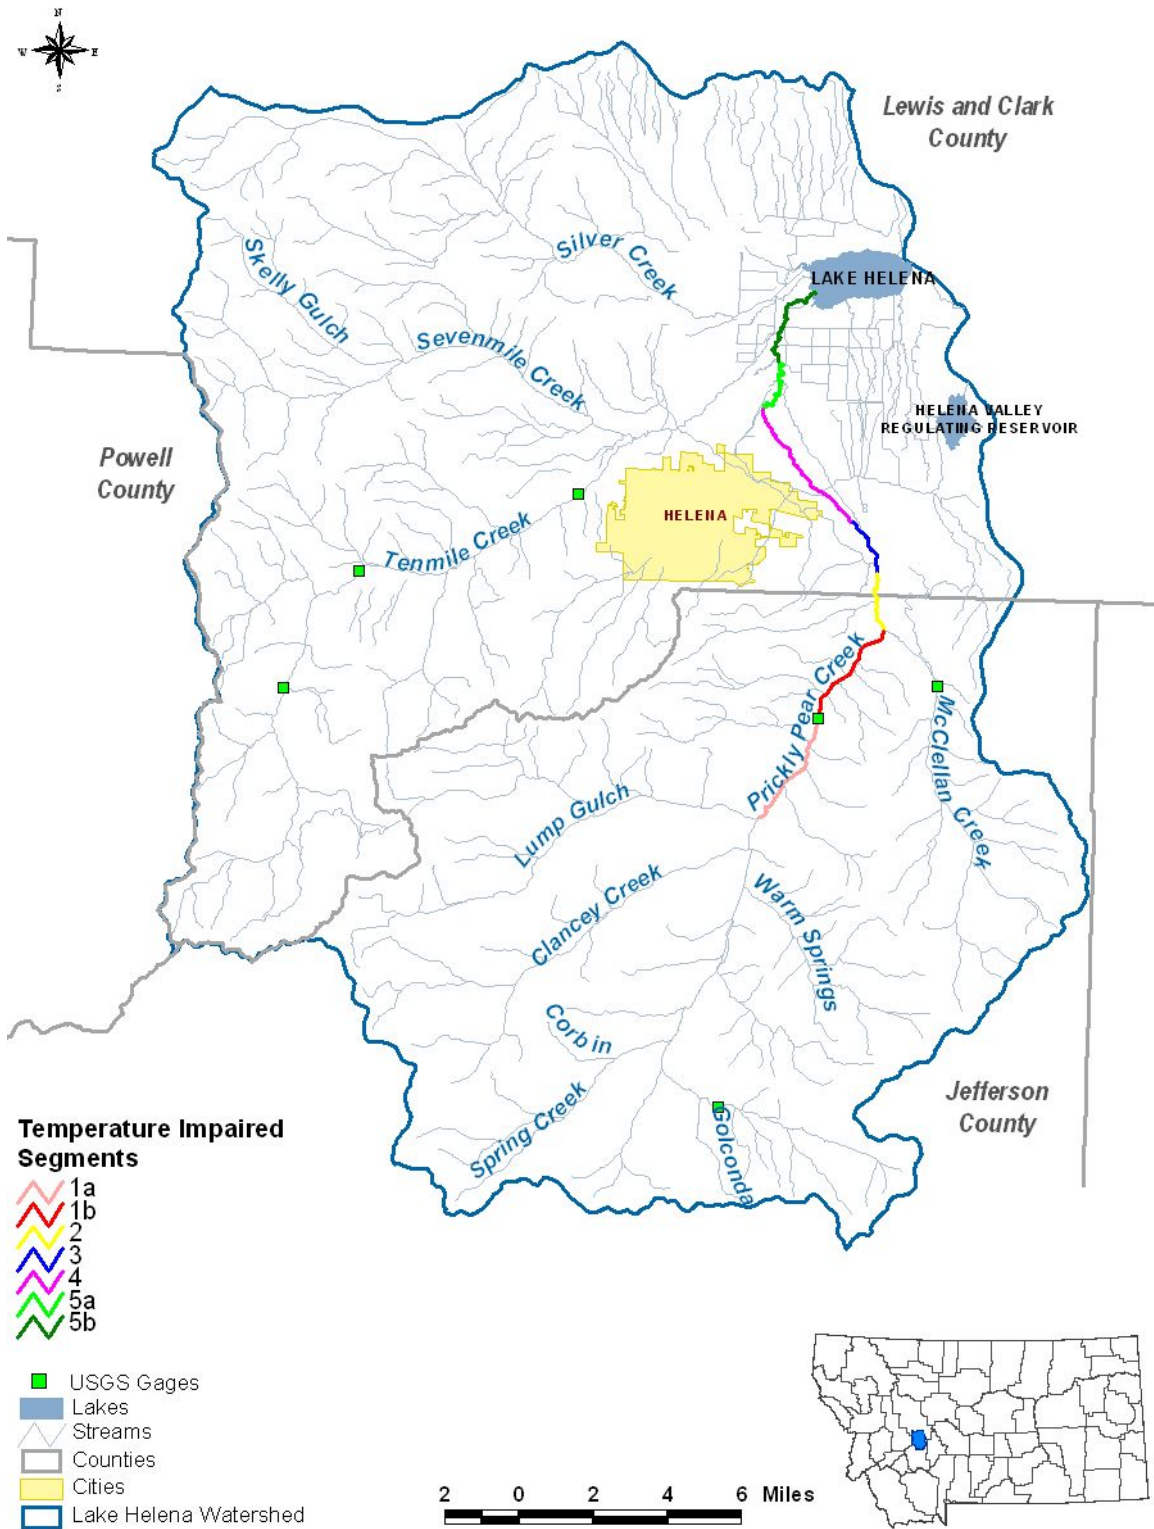 N
W E
S
Lewis and Clark
County
Silver Creek
Skelly Gulch
LAKE HELENA
Sevenmile Creek
HELENA VALLEY
REGULATING RESERVOIR
Powell
County
HELENA
Tenmile Creek
Prickly Pear Creek
McClellan Creek
Lump Gulch
Clancey Creek
Warm Springs
Corbin
Spring Creek
Golconda
Jefferson
County
Temperature Impaired
Segments
1a
1b
2
3
4
5a
5b
USGS Gages
Lakes
Streams
Counties
Cities
Lake Helena Watershed
2 0 2 4 6 Miles